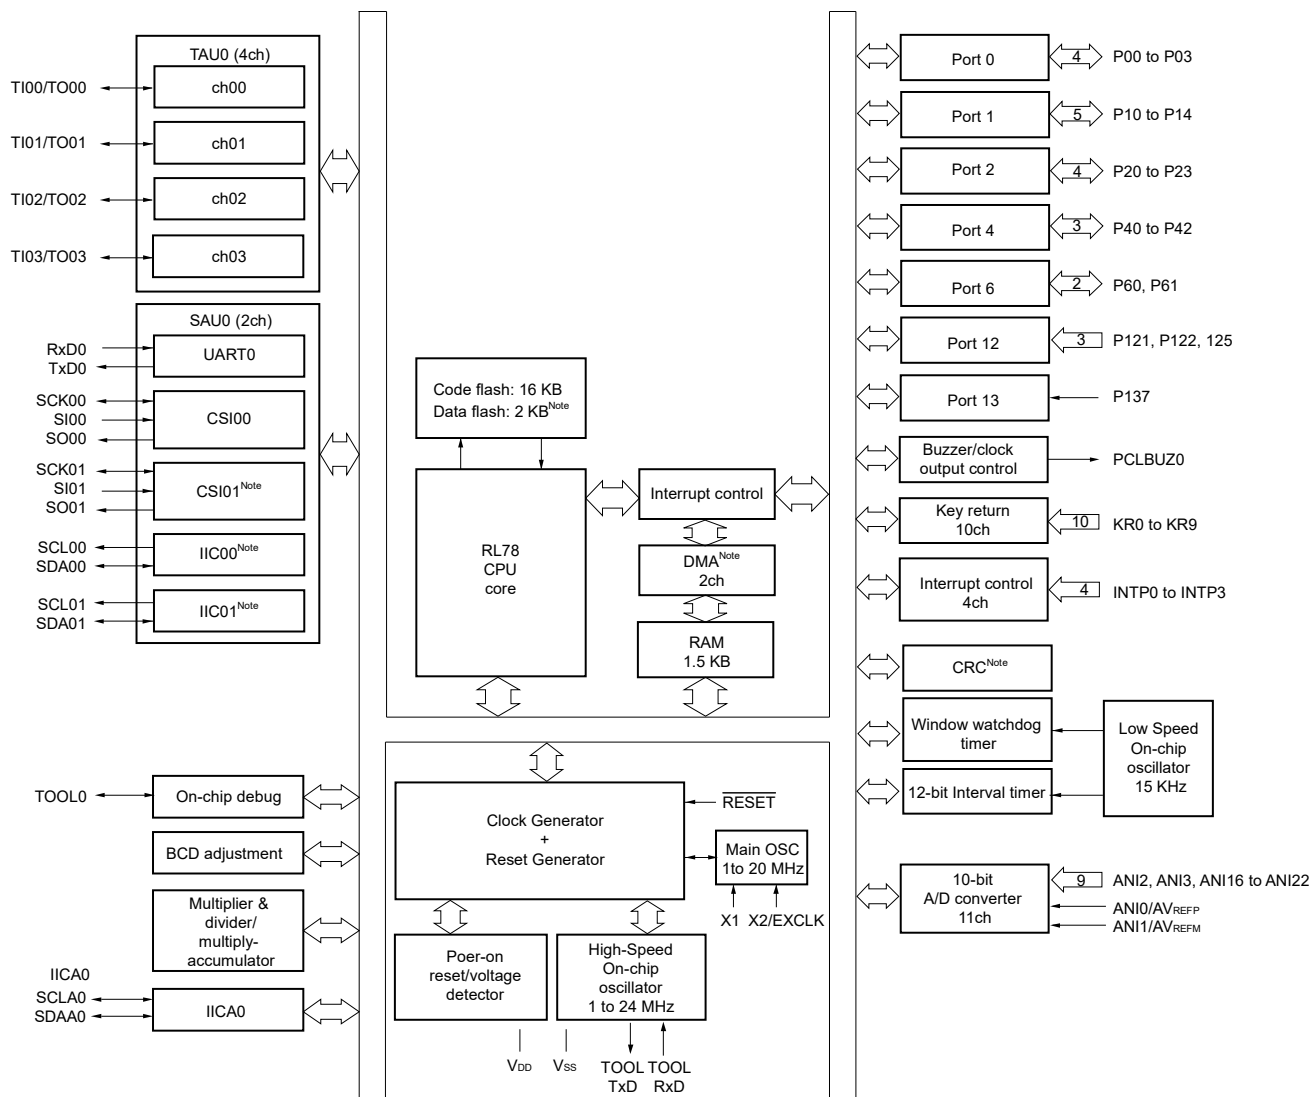 TAU0 (4ch)
TI00/TO00
ch00
TI01/TO01
ch01
TI02/TO02
ch02
TI03/TO03
ch03
SAU0 (2ch)
RxD0
TxD0
UART0
SCK00
SI00
SO00
CSI00
SCK01
SI01
SO01
CSI01Note
SCL00
SDA00
IIC00Note
SCL01
SDA01
IIC01Note
TOOL0
On-chip debug
BCD adjustment
Multiplier &
divider/
multiply-
accumulator
IICA0
SCLA0
SDAA0
IICA0
Code flash: 16 KB
Data flash: 2 KBNote
RL78
CPU
core
Interrupt control
DMANote
2ch
RAM
1.5 KB
Clock Generator
+
Reset Generator
RESET
Main OSC
1to 20 MHz
X1
X2/EXCLK
Poer-on
reset/voltage
detector
High-Speed
On-chip
oscillator
1 to 24 MHz
VDD
VSS
TOOL
TxD
TOOL
RxD
Port 0
4
P00 to P03
Port 1
5
P10 to P14
Port 2
4
P20 to P23
Port 4
3
P40 to P42
Port 6
2
P60, P61
Port 12
3
P121, P122, 125
Port 13
P137
Buzzer/clock
output control
PCLBUZ0
Key return
10ch
10
KR0 to KR9
Interrupt control
4ch
4
INTP0 to INTP3
CRCNote
Window watchdog
timer
12-bit Interval timer
Low Speed
On-chip
oscillator
15 KHz
10-bit
A/D converter
11ch
9
ANI2, ANI3, ANI16 to ANI22
ANI0/AVREFP
ANI1/AVREFM